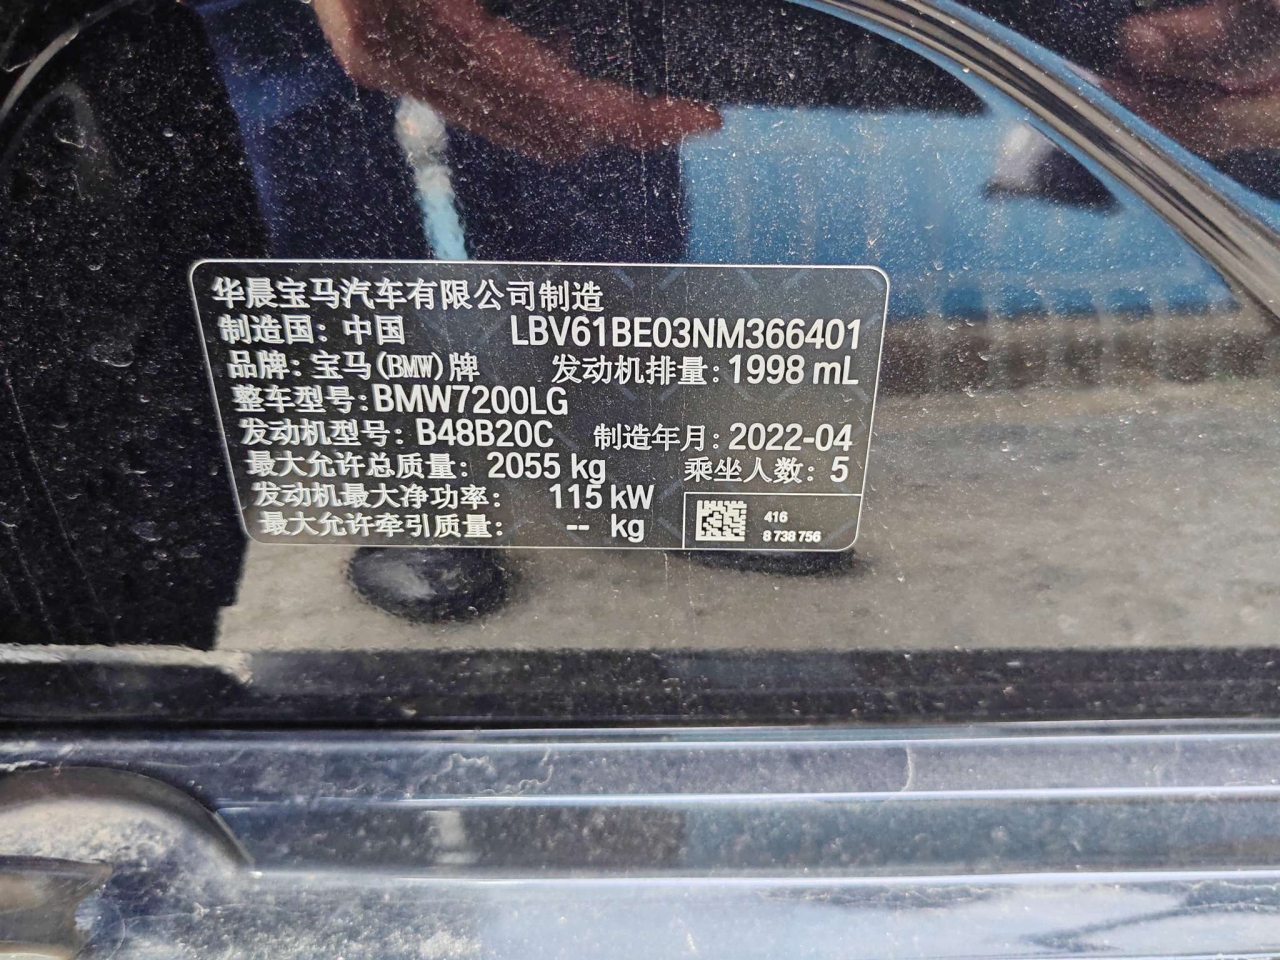 华晨宝马汽车有限公司制造
制造国：中国 LBV61BE03NM366401
品牌：宝马(BMW)牌 发动机排量：1998 mL
整车型号：BMW7200LG
发动机型号：B48B20C 制造年月：2022-04
最大允许总质量：2055 kg 乘坐人数：5
发动机最大净功率：115 kW
最大允许牵引质量：-- kg
416
8 738 756